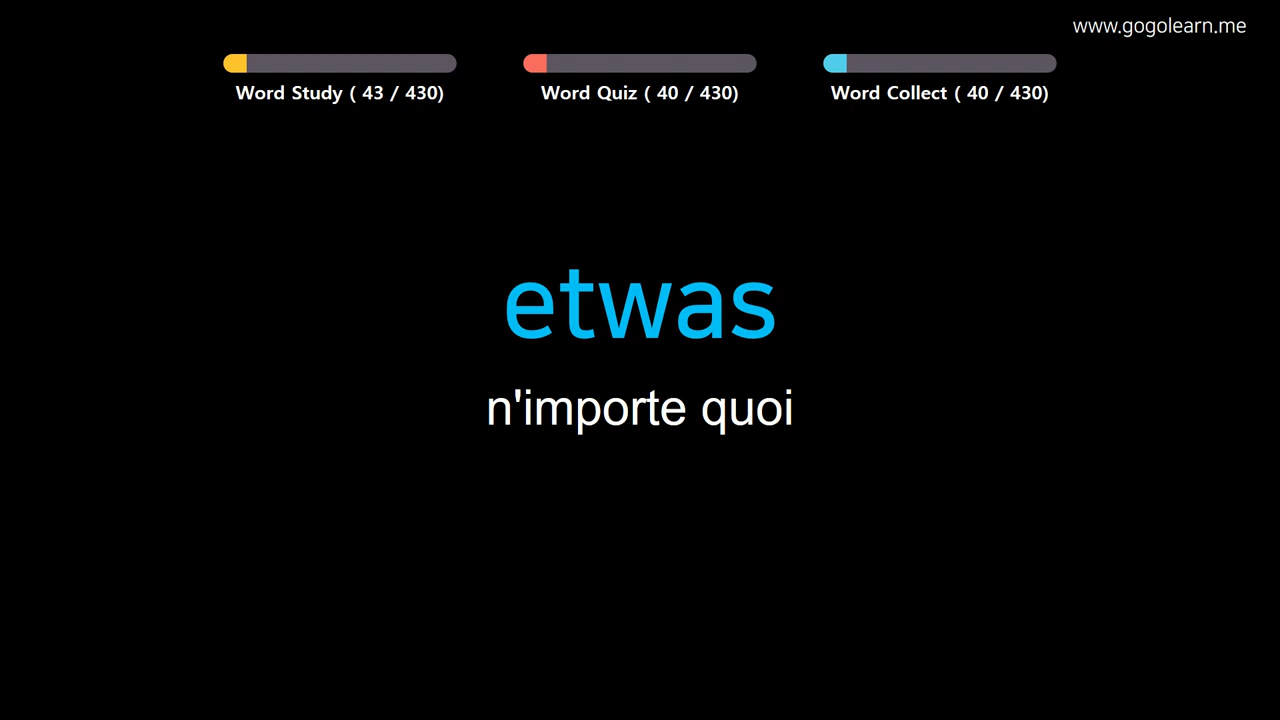 www.gogolearn.me
Word Study ( 43 / 430)
Word Quiz ( 40 / 430)
Word Collect ( 40 / 430)
etwas
n'importe quoi